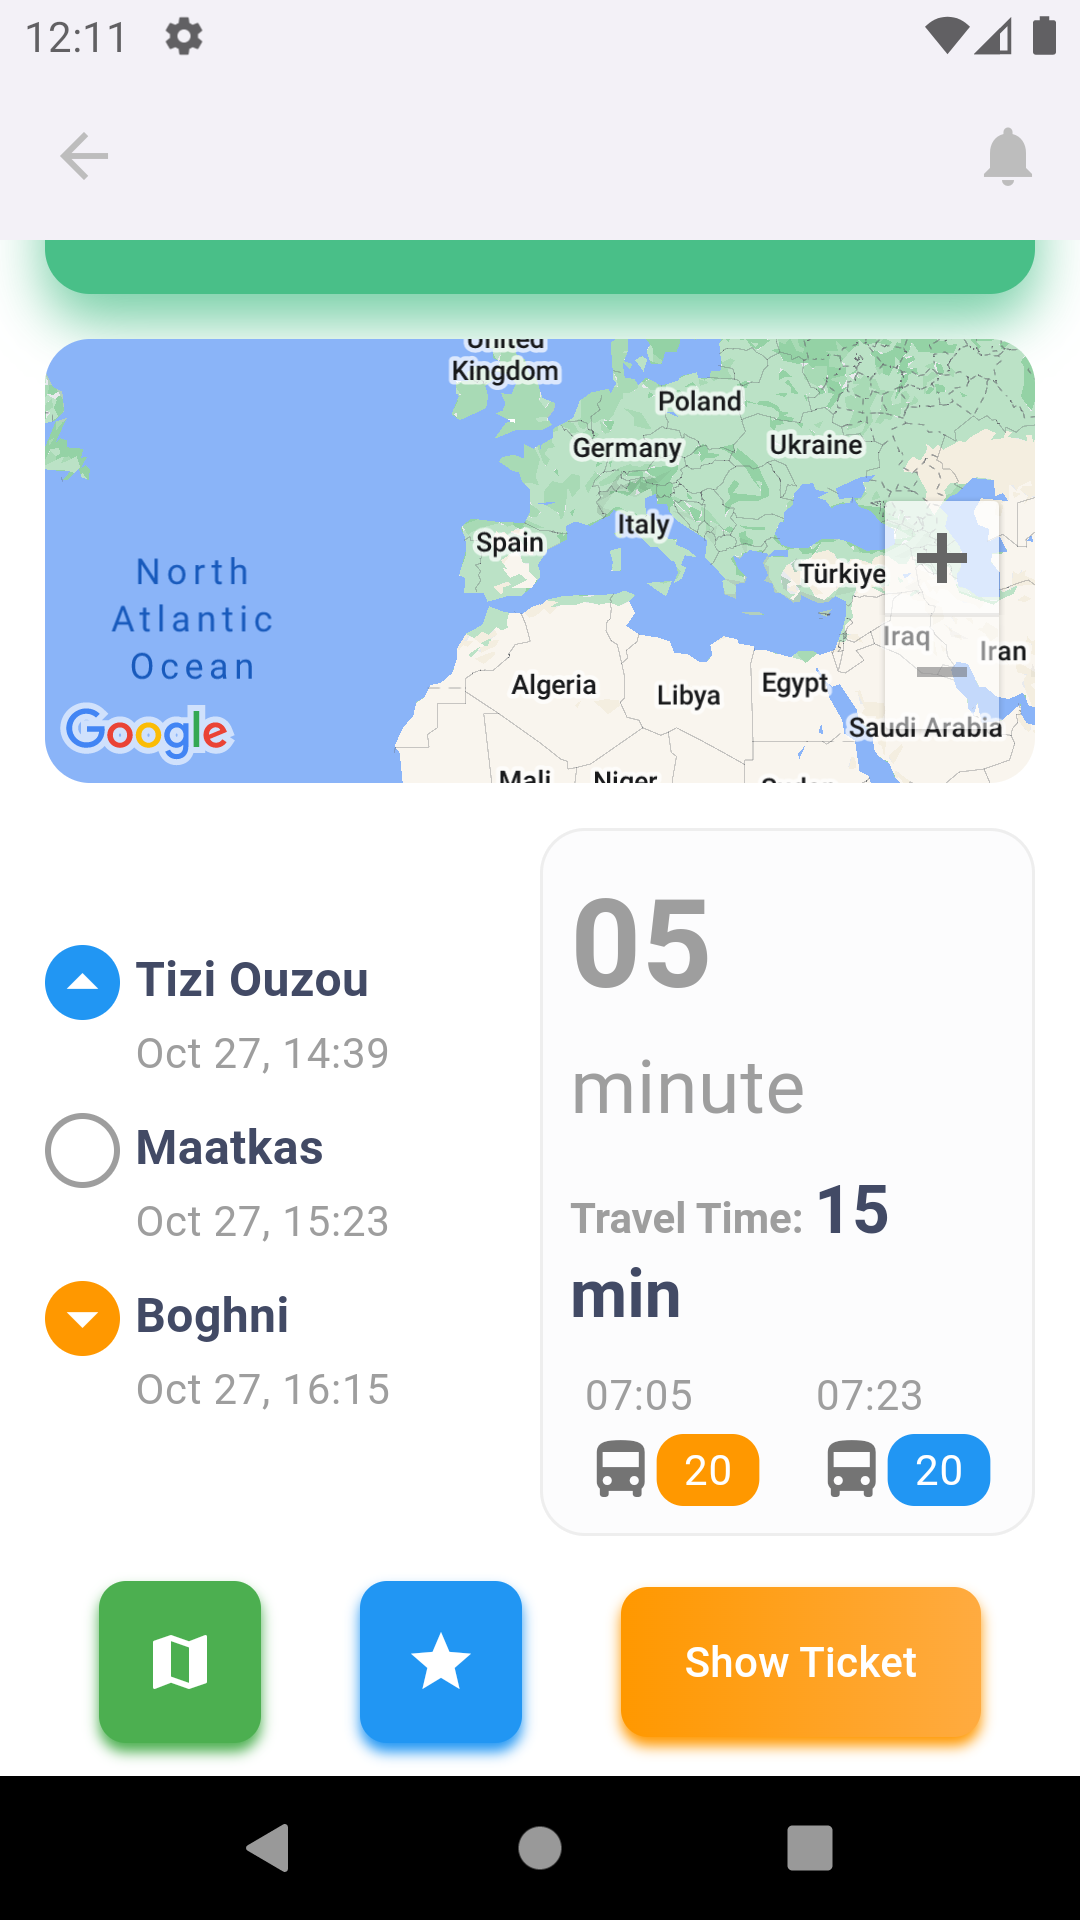 12:11
United
Kingdom
Poland
Germany
Ukraine
Italy
Spain
Türkiye
North
Atlantic
Ocean
Iraq
Iran
Algeria
Libya
Egypt
Saudi Arabia
Google
Mali
Niger
Sudan
05
minute
Travel Time: 15
min
07:05
07:23
20
20
Tizi Ouzou
Oct 27, 14:39
Maatkas
Oct 27, 15:23
Boghni
Oct 27, 16:15
Show Ticket